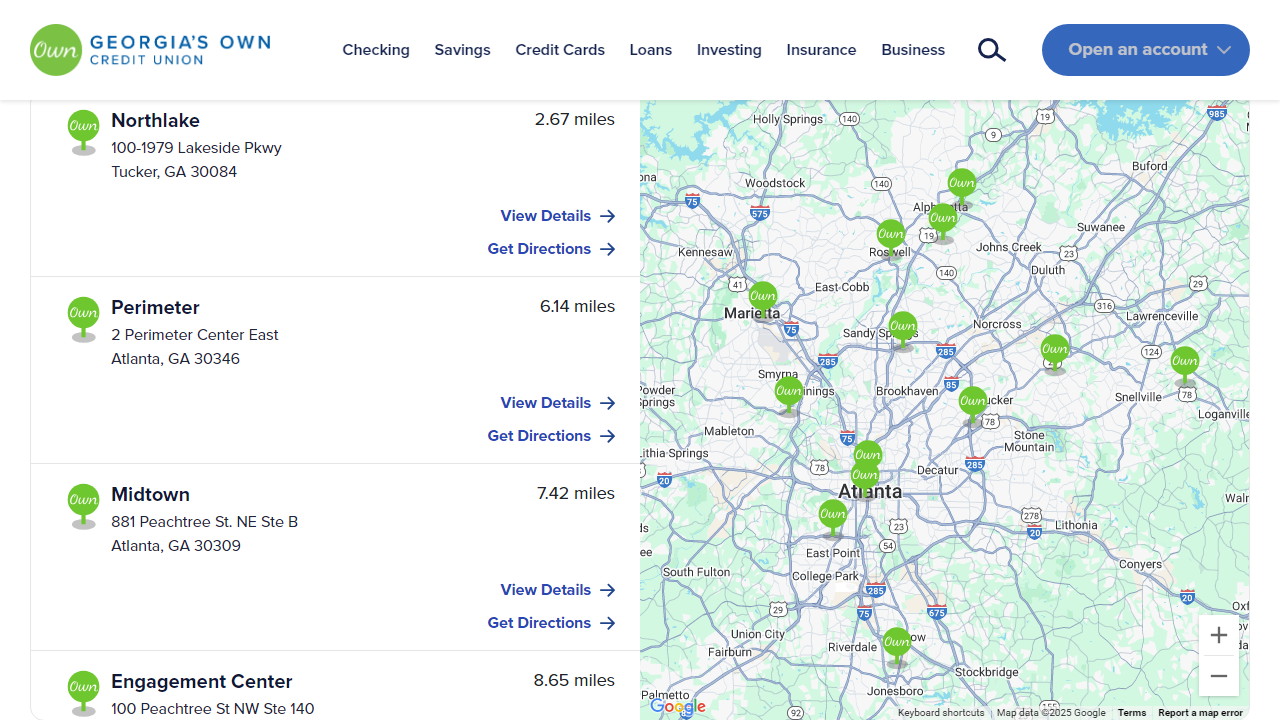 Own GEORGIA'S OWN
CREDIT UNION
Checking
Savings
Credit Cards
Loans
Investing
Insurance
Business
Open an account
Own
Northlake
2.67 miles
100-1979 Lakeside Pkwy
Tucker, GA 30084
View Details
Get Directions
Own
Perimeter
6.14 miles
2 Perimeter Center East
Atlanta, GA 30346
View Details
Get Directions
Own
Midtown
7.42 miles
881 Peachtree St. NE Ste B
Atlanta, GA 30309
View Details
Get Directions
Own
Engagement Center
8.65 miles
100 Peachtree St NW Ste 140
Holly Springs
140
19
985
9
Buford
ona
Woodstock
140
Own
75
575
Own
19
Suwanee
Own
Roswell
Kennesaw
Johns Creek
23
Duluth
140
41
East Cobb
29
Own
Marietta
316
Lawrenceville
75
Own
Sandy Springs
Norcross
285
285
Own
124
Own
Smyrna
Own
Brookhaven
85
Own
78
Snellville
Powder
Springs
78
Loganville
Mableton
75
Stone
Mountain
Lithia Springs
Own
78
Decatur
285
20
Own
Atlanta
Own
23
278
Lithonia
20
54
East Point
South Fulton
College Park
Conyers
285
20
29
75
675
Union City
Own
Riverdale
Fairburn
Stockbridge
Jonesboro
Palmetto
92
155
Google
Keyboard shortcuts
Map data ©2025 Google
Terms
Report a map error